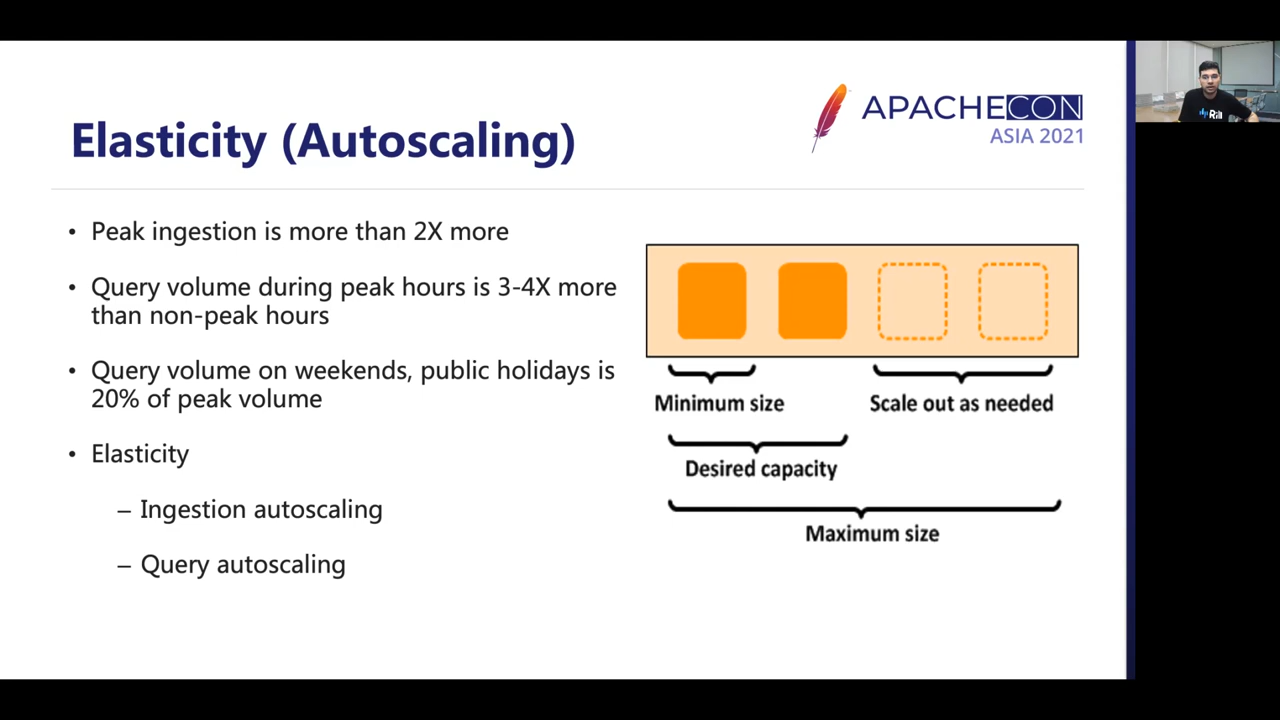 APACHECON
ASIA 2021
Elasticity (Autoscaling)
• Peak ingestion is more than 2X more
• Query volume during peak hours is 3-4X more
than non-peak hours
• Query volume on weekends, public holidays is
20% of peak volume
• Elasticity
– Ingestion autoscaling
– Query autoscaling
Minimum size
Scale out as needed
Desired capacity
Maximum size
Rill